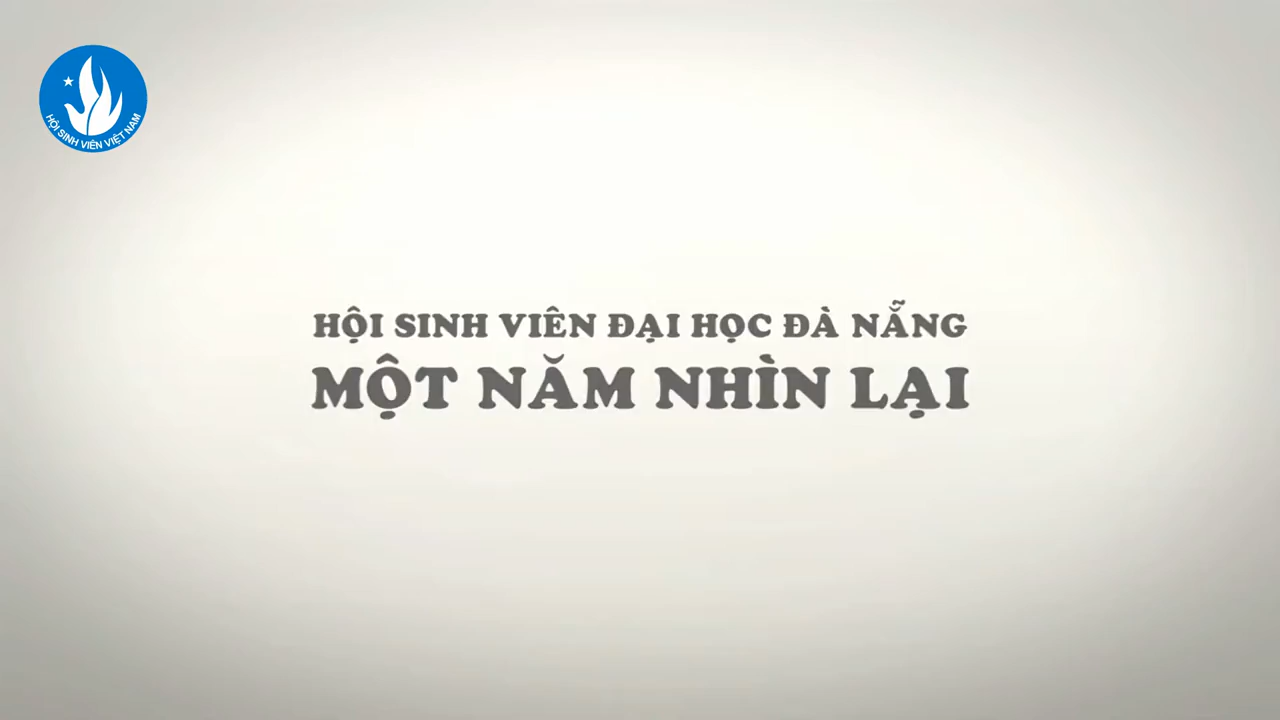 HỘI SINH VIÊN VIỆT NAM
HỘI SINH VIÊN ĐẠI HỌC ĐÀ NẴNG
MỘT NĂM NHÌN LẠI